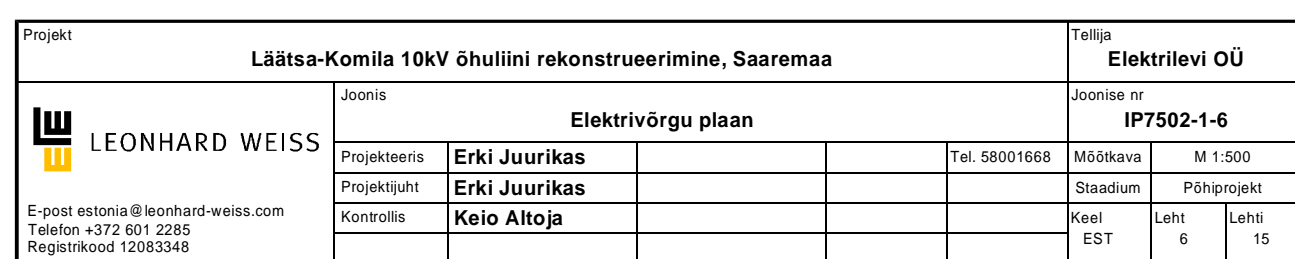 Projekt
Läätsa-Komila 10kV õhuliini rekonstrueerimine, Saaremaa
Tellija
Elektrilevi OÜ
LEONHARD WEISS
E-post estonia@leonhard-weiss.com
Telefon +372 601 2285
Registrikood 12083348
Joonis
Elektrivõrgu plaan
Joonise nr
IP7502-1-6
Projekteeris Erki Juurikas Tel. 58001668 Mõõtkava M 1:500
Projektijuht Erki Juurikas Staadium Põhiprojekt
Kontrollis Keio Altoja Keel Leht Lehti
EST 6 15